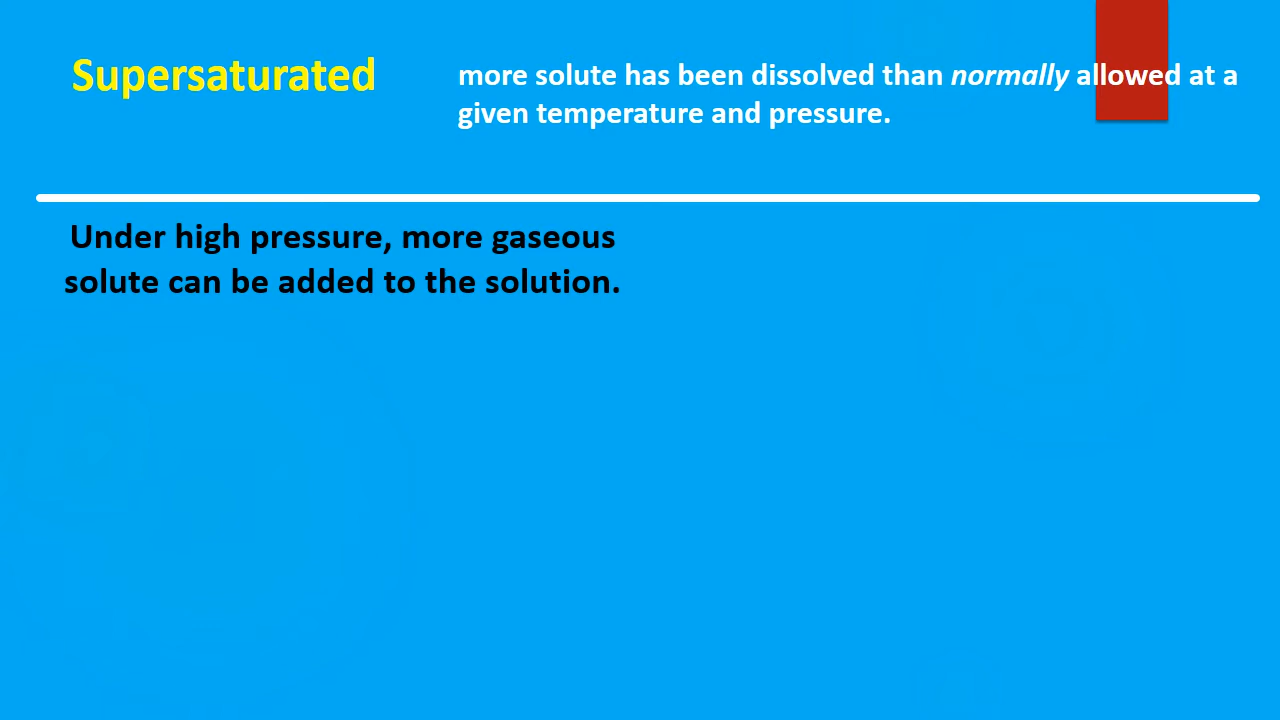 Supersaturated
more solute has been dissolved than normally allowed at a
given temperature and pressure.
Under high pressure, more gaseous
solute can be added to the solution.